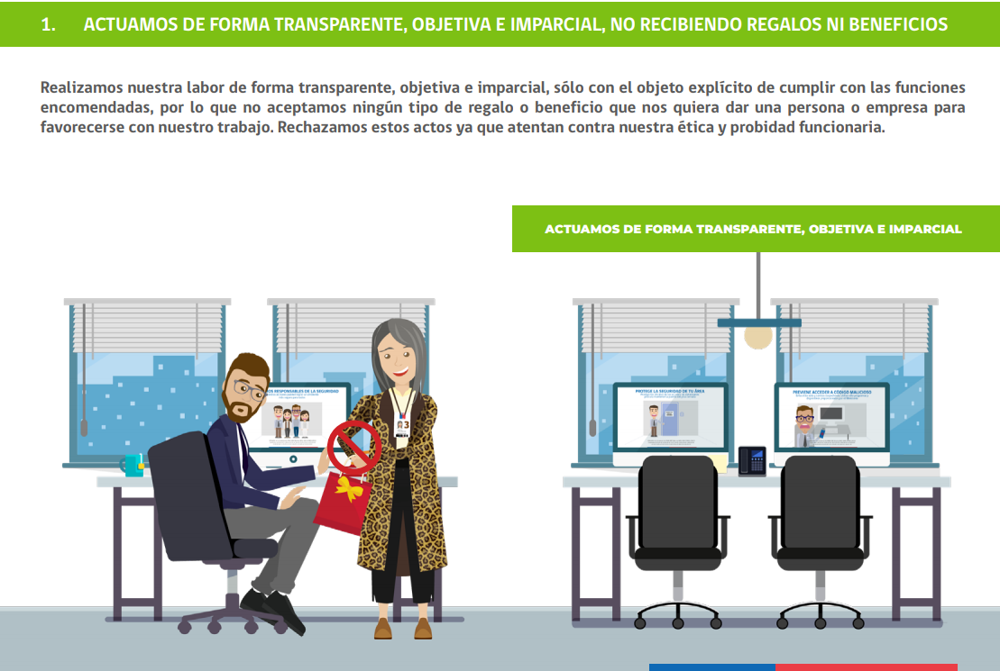 1. ACTUAMOS DE FORMA TRANSPARENTE, OBJETIVA E IMPARCIAL, NO RECIBIENDO REGALOS NI BENEFICIOS
Realizamos nuestra labor de forma transparente, objetiva e imparcial, sólo con el objeto explícito de cumplir con las funciones
encomendadas, por lo que no aceptamos ningún tipo de regalo o beneficio que nos quiera dar una persona o empresa para
favorecerse con nuestro trabajo. Rechazamos estos actos ya que atentan contra nuestra ética y probidad funcionaria.
ACTUAMOS DE FORMA TRANSPARENTE, OBJETIVA E IMPARCIAL
RESPONSABLES DE LA SEGURIDAD
PROTEGE LA SEGURIDAD DE TU ÁREA
PREVIENE ACCEDER A CÓDIGO MALICIOSO
3